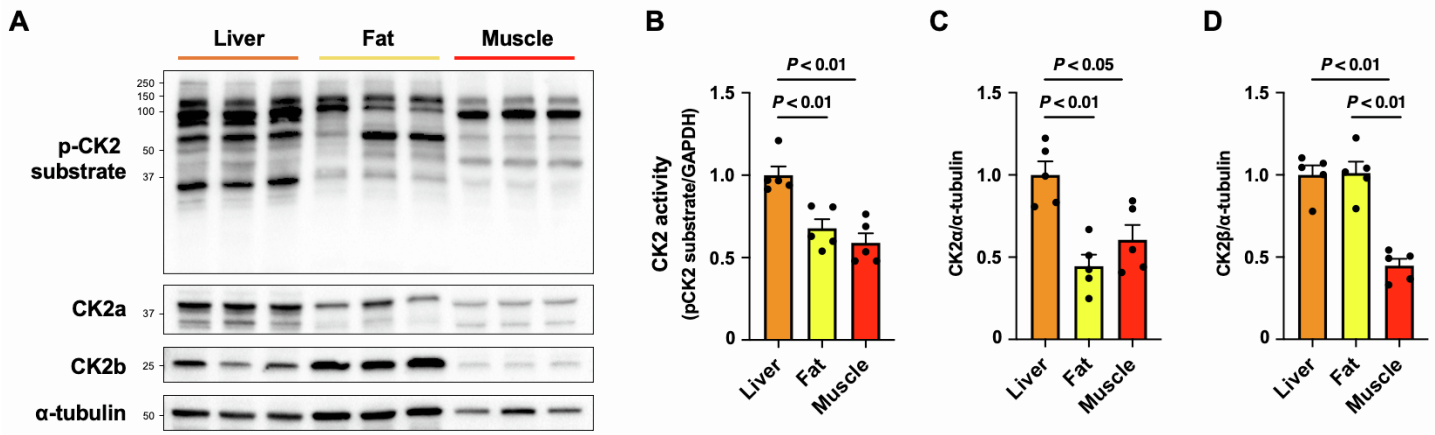 A
Liver
Fat
Muscle
250
150
100
50
37
p-CK2
substrate
37
CK2a
25
CK2b
50
α-tubulin
B
P < 0.01
P < 0.01
1.5
1.0
0.5
0
CK2 activity
(pCK2 substrate/GAPDH)
Liver
Fat
Muscle
C
P < 0.05
P < 0.01
1.5
1.0
0.5
0
CK2α/α-tubulin
Liver
Fat
Muscle
D
P < 0.01
P < 0.01
1.5
1.0
0.5
0
CK2β/α-tubulin
Liver
Fat
Muscle